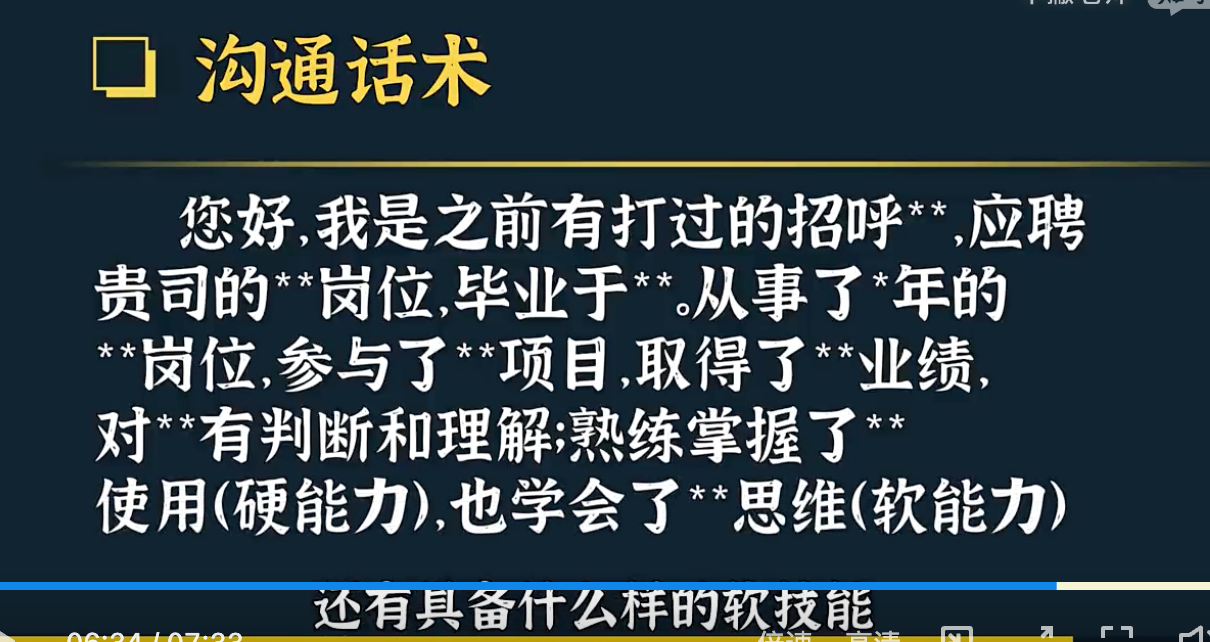 沟通话术
您好,我是之前有打过的招呼**,应聘
贵司的**岗位,毕业于**。从事了*年的
**岗位,参与了**项目,取得了**业绩,
对**有判断和理解;熟练掌握了**
使用(硬能力),也学会了**思维(软能力)
还有具备什么样的软技能
06:34 / 07:33
倍速
高清